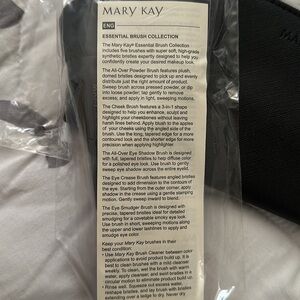 MARY KAY
ENG
ESSENTIAL BRUSH COLLECTION
The Mary Kay® Essential Brush Collection
includes five brushes with super soft, high-grade
synthetic bristles expertly designed to help you
confidently create your desired makeup look.
The All-Over Powder Brush features plush,
domed bristles designed to pick up and evenly
distribute just the right amount of product.
Sweep brush across pressed powder, or dip
into loose powder; tap gently to remove
excess; and apply in light, sweeping motions.
The Cheek Brush features a 3-in-1 shape
designed to help you enhance, sculpt and
highlight your cheekbones without leaving
harsh lines behind. Apply blush to the apples
of your cheeks using the angled side of the
brush. Use the long, tapered edge for a more
contoured look and the shorter edge for more
precision when applying highlighter.
The All-Over Eye Shadow Brush is designed
with full, tapered bristles to help diffuse color
for a polished eye look. Use the brush to gently
sweep eye shadow across the entire eyelid.
The Eye Crease Brush features angled bristles
designed to add dimension to the contours of
the eye. Starting from the outer corner, apply
shadow in the crease using a gentle stamping
motion. Gently sweep inward to blend.
The Eye Smudger Brush is designed with
precise, tapered bristles ideal for detailed
smudging for a covetable smoky eye look.
Use brush in short, sweeping motions along
the upper and lower lashlines to apply and
smudge eye color.
Keep your Mary Kay brushes in their
best condition:
• Use Mary Kay Brush Cleaner between color
applications to avoid product build up. It is
best to clean brushes with a mild cleanser
weekly. To clean, wet the brush with warm
water; apply cleanser; and swirl bristles in a
circular motion to eliminate product build up.
• Rinse well. Squeeze out excess water,
reshape bristles, and lay brush with bristles
extending over a ledge to dry. Never dry